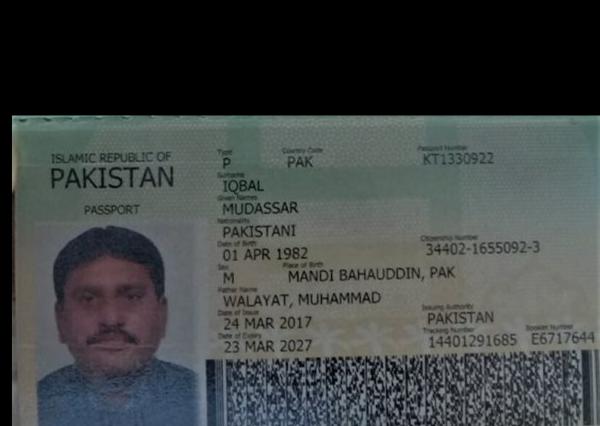 ISLAMIC REPUBLIC OF
PAKISTAN
PASSPORT
Type Country Code Passport Number
P PAK KT1330922
Surname
IQBAL
Given Names
MUDASSAR
Nationality
PAKISTANI
Date of Birth Citizenship Number
01 APR 1982 34402-1655092-3
Sex Place of Birth
M MANDI BAHAUDDIN, PAK
Father Name
WALAYAT, MUHAMMAD
Date of Issue Issuing Authority
24 MAR 2017 PAKISTAN
Date of Expiry Tracking Number Booklet Number
23 MAR 2027 14401291685 E6717644